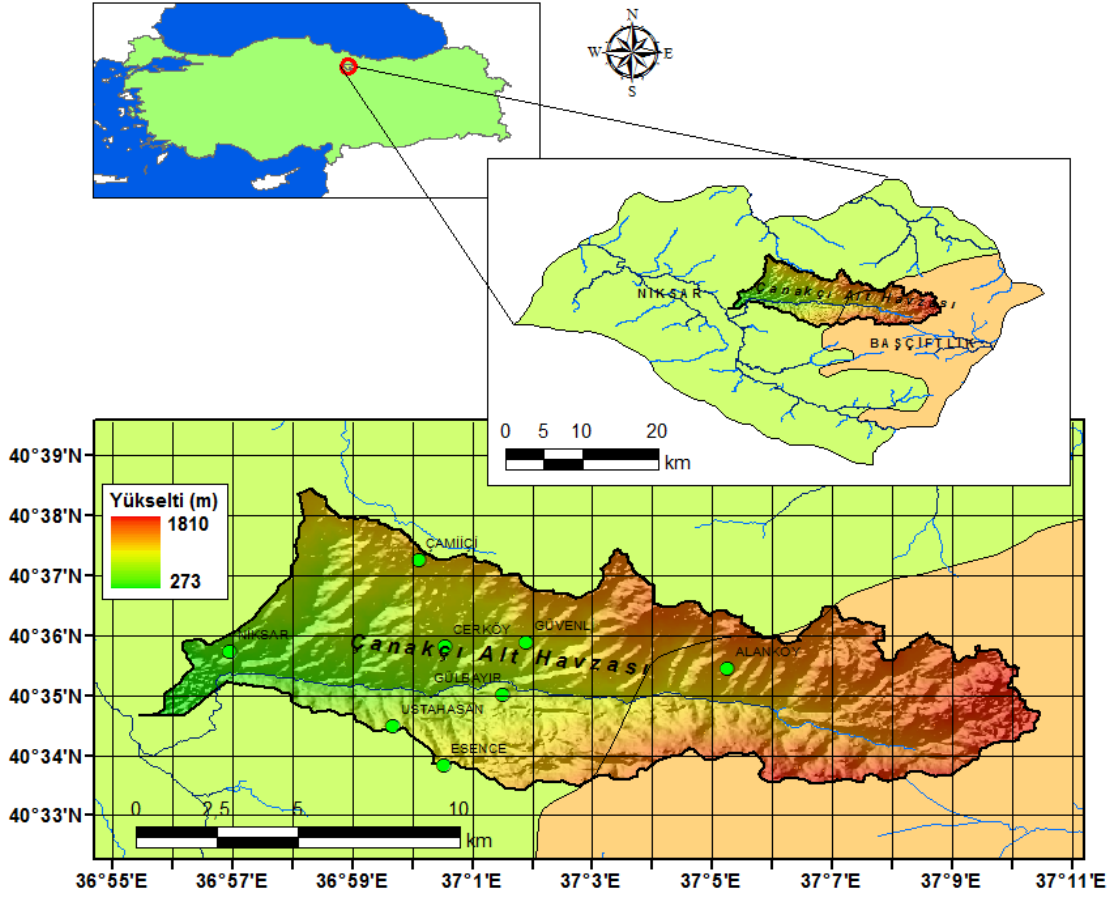 N
W E
S
NİKSAR
Çanakçı Alt Havzası
BAŞÇİFTLİK
0 5 10 20
km
40°39'N
40°38'N
40°37'N
40°36'N
40°35'N
40°34'N
40°33'N
Yükselti (m)
1810
273
ÇAMİİÇİ
NİKSAR
CERKÖY
GÜVENLİ
Çanakçı Alt Havzası
ALANKÖY
GÜLBAYIR
USTAHASAN
ESENCE
0 2,5 5 10
km
36°55'E 36°57'E 36°59'E 37°1'E 37°3'E 37°5'E 37°7'E 37°9'E 37°11'E